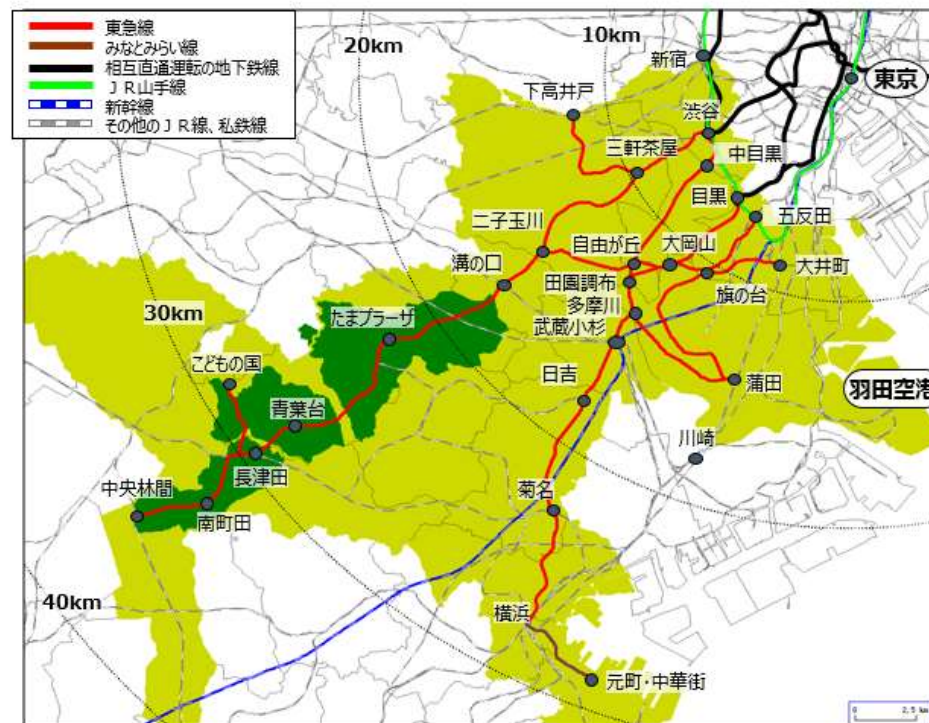 東急線
みなとみらい線
相互直通運転の地下鉄線
ＪＲ山手線
新幹線
その他のＪＲ線、私鉄線
20km
10km
新宿
東京
下高井戸
渋谷
三軒茶屋
中目黒
目黒
五反田
二子玉川
自由が丘
大岡山
溝の口
大井町
田園調布
旗の台
30km
多摩川
たまプラーザ
武蔵小杉
こどもの国
日吉
蒲田
羽田空港
青葉台
川崎
長津田
中央林間
菊名
南町田
40km
横浜
元町・中華街
0 2.5 km